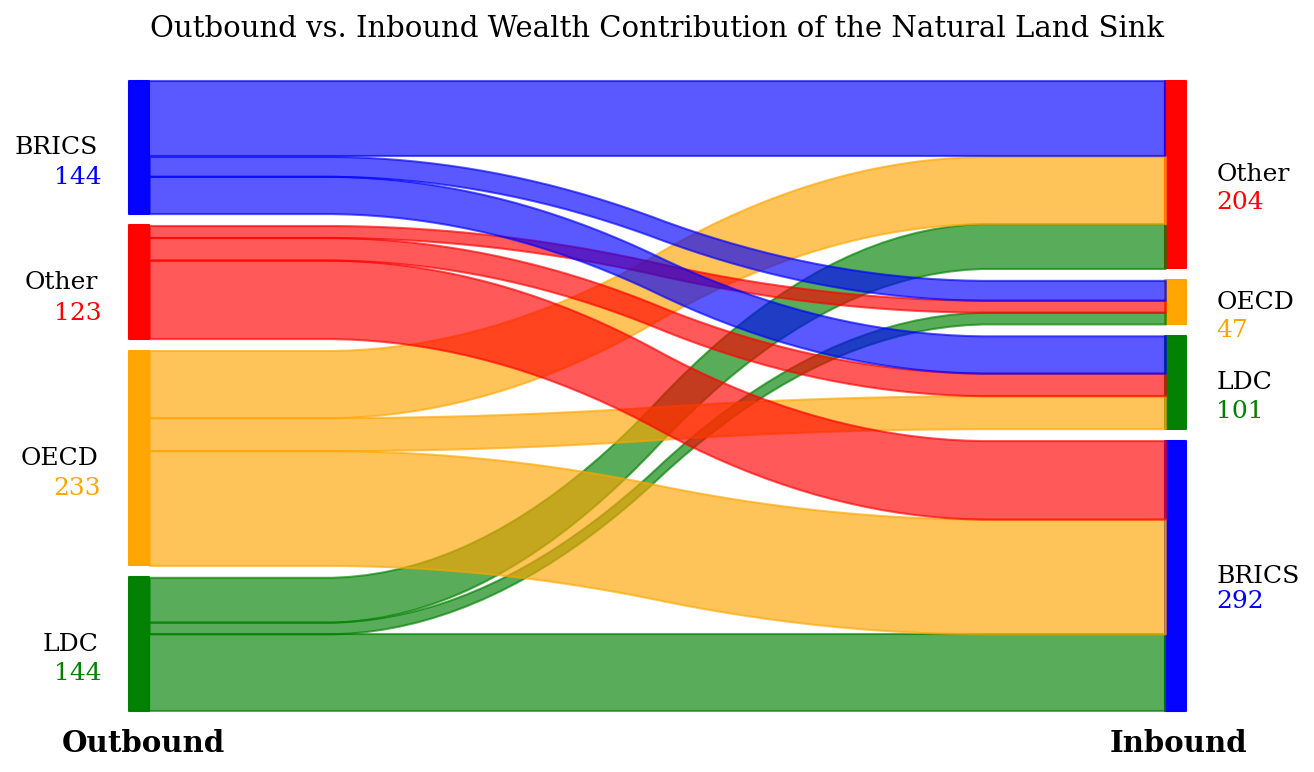 Outbound vs. Inbound Wealth Contribution of the Natural Land Sink
BRICS
144
Other
123
OECD
233
LDC
144
Outbound
Other
204
OECD
47
LDC
101
BRICS
292
Inbound